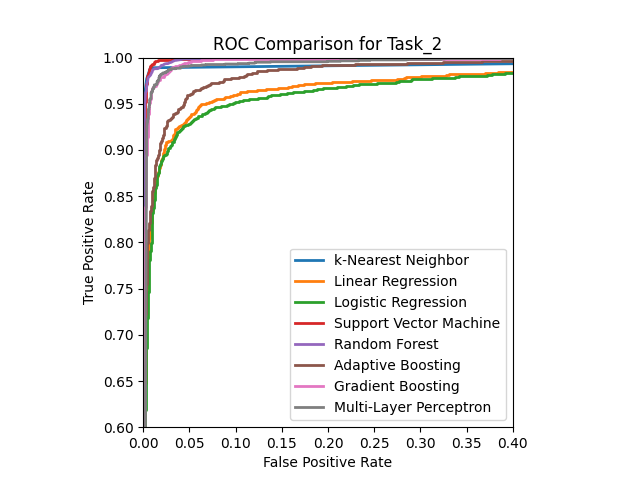 ROC Comparison for Task_2
1.00
0.95
0.90
0.85
0.80
0.75
0.70
0.65
0.60
True Positive Rate
k-Nearest Neighbor
Linear Regression
Logistic Regression
Support Vector Machine
Random Forest
Adaptive Boosting
Gradient Boosting
Multi-Layer Perceptron
0.00 0.05 0.10 0.15 0.20 0.25 0.30 0.35 0.40
False Positive Rate